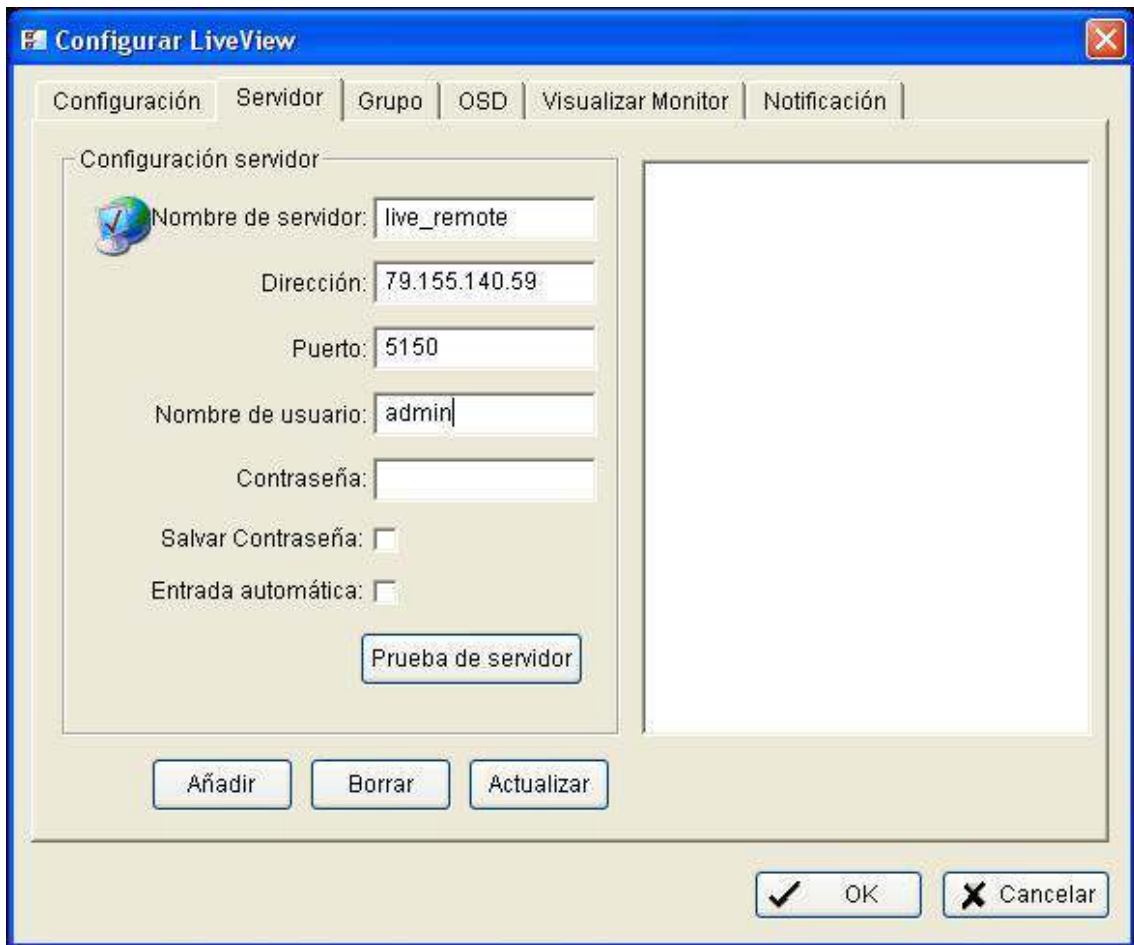 Configurar LiveView
Configuración Servidor Grupo OSD Visualizar Monitor Notificación
Configuración servidor
Nombre de servidor: live_remote
Dirección: 79.155.140.59
Puerto: 5150
Nombre de usuario: admin
Contraseña:
Salvar Contraseña:
Entrada automática:
Prueba de servidor
Añadir Borrar Actualizar
OK Cancelar